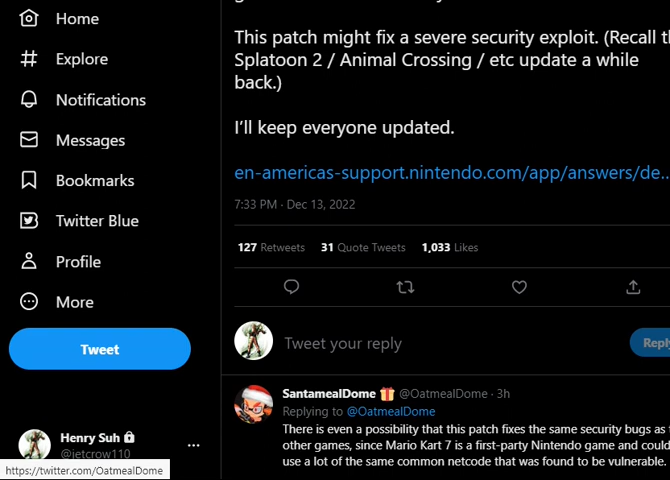 Home
Explore
Notifications
Messages
Bookmarks
Twitter Blue
Profile
More
Tweet
Henry Suh
@jetcrow110
https://twitter.com/OatmealDome
This patch might fix a severe security exploit. (Recall
Splatoon 2 / Animal Crossing / etc update a while
back.)
I'll keep everyone updated.
en-americas-support.nintendo.com/app/answers/de...
7:33 PM · Dec 13, 2022
127 Retweets 31 Quote Tweets 1,033 Likes
Tweet your reply
SantamealDome 🎁 @OatmealDome · 3h
Replying to @OatmealDome
There is even a possibility that this patch fixes the same security bugs as
other games, since Mario Kart 7 is a first-party Nintendo game and could
use a lot of the same common netcode that was found to be vulnerable.